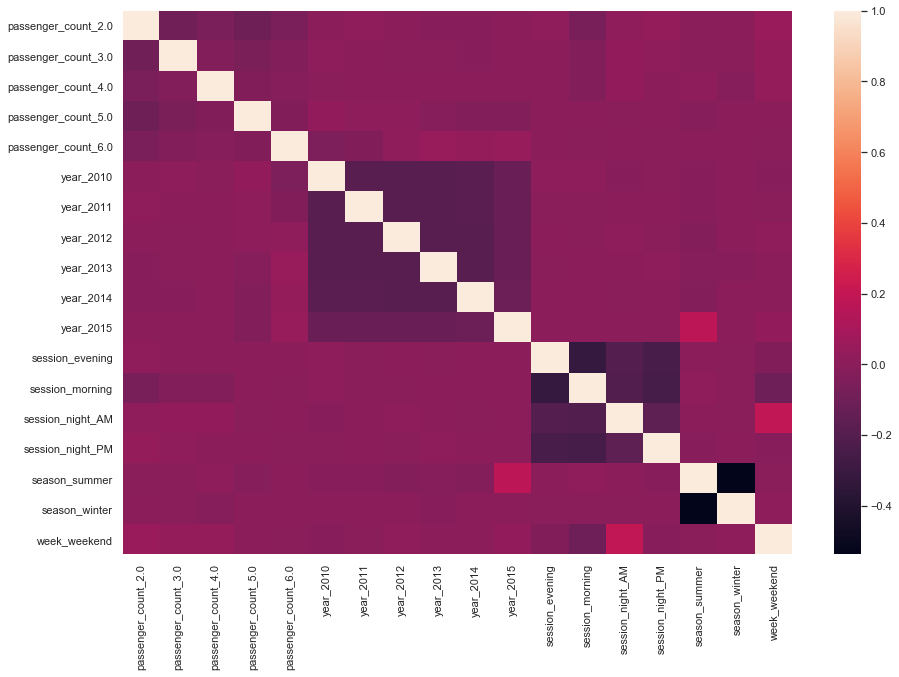 passenger_count_2.0
passenger_count_3.0
passenger_count_4.0
passenger_count_5.0
passenger_count_6.0
year_2010
year_2011
year_2012
year_2013
year_2014
year_2015
session_evening
session_morning
session_night_AM
session_night_PM
season_summer
season_winter
week_weekend
passenger_count_2.0
passenger_count_3.0
passenger_count_4.0
passenger_count_5.0
passenger_count_6.0
year_2010
year_2011
year_2012
year_2013
year_2014
year_2015
session_evening
session_morning
session_night_AM
session_night_PM
season_summer
season_winter
week_weekend
1.0
0.8
0.6
0.4
0.2
0.0
−0.2
−0.4